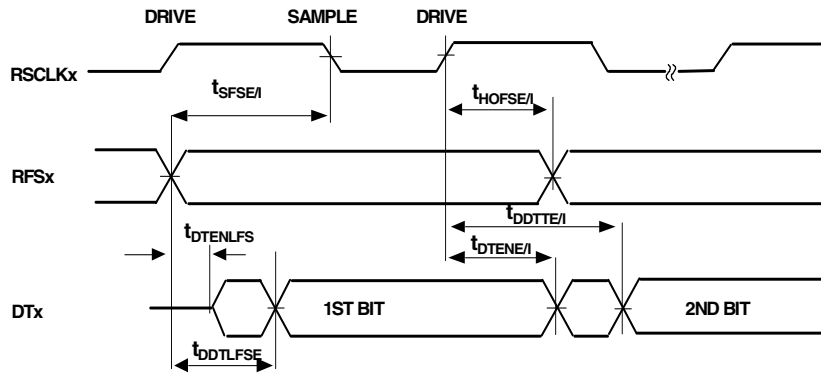 DRIVE SAMPLE DRIVE
RSCLKx
tSFSE/I
tHOFSE/I
RFSx
tDDTTE/I
tDTENLFS
tDTENE/I
DTx
1ST BIT
2ND BIT
tDDTLFSE